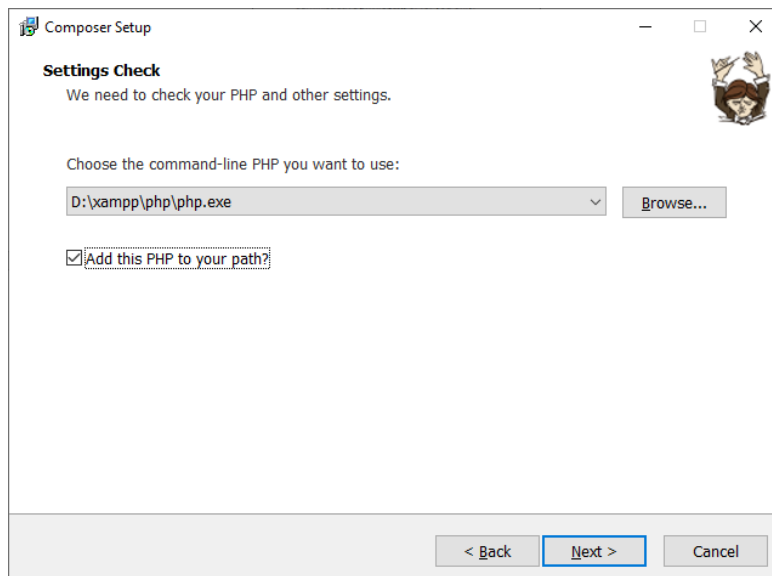 Composer Setup
Settings Check
We need to check your PHP and other settings.
Choose the command-line PHP you want to use:
D:\xampp\php\php.exe
Browse...
Add this PHP to your path?
< Back
Next >
Cancel